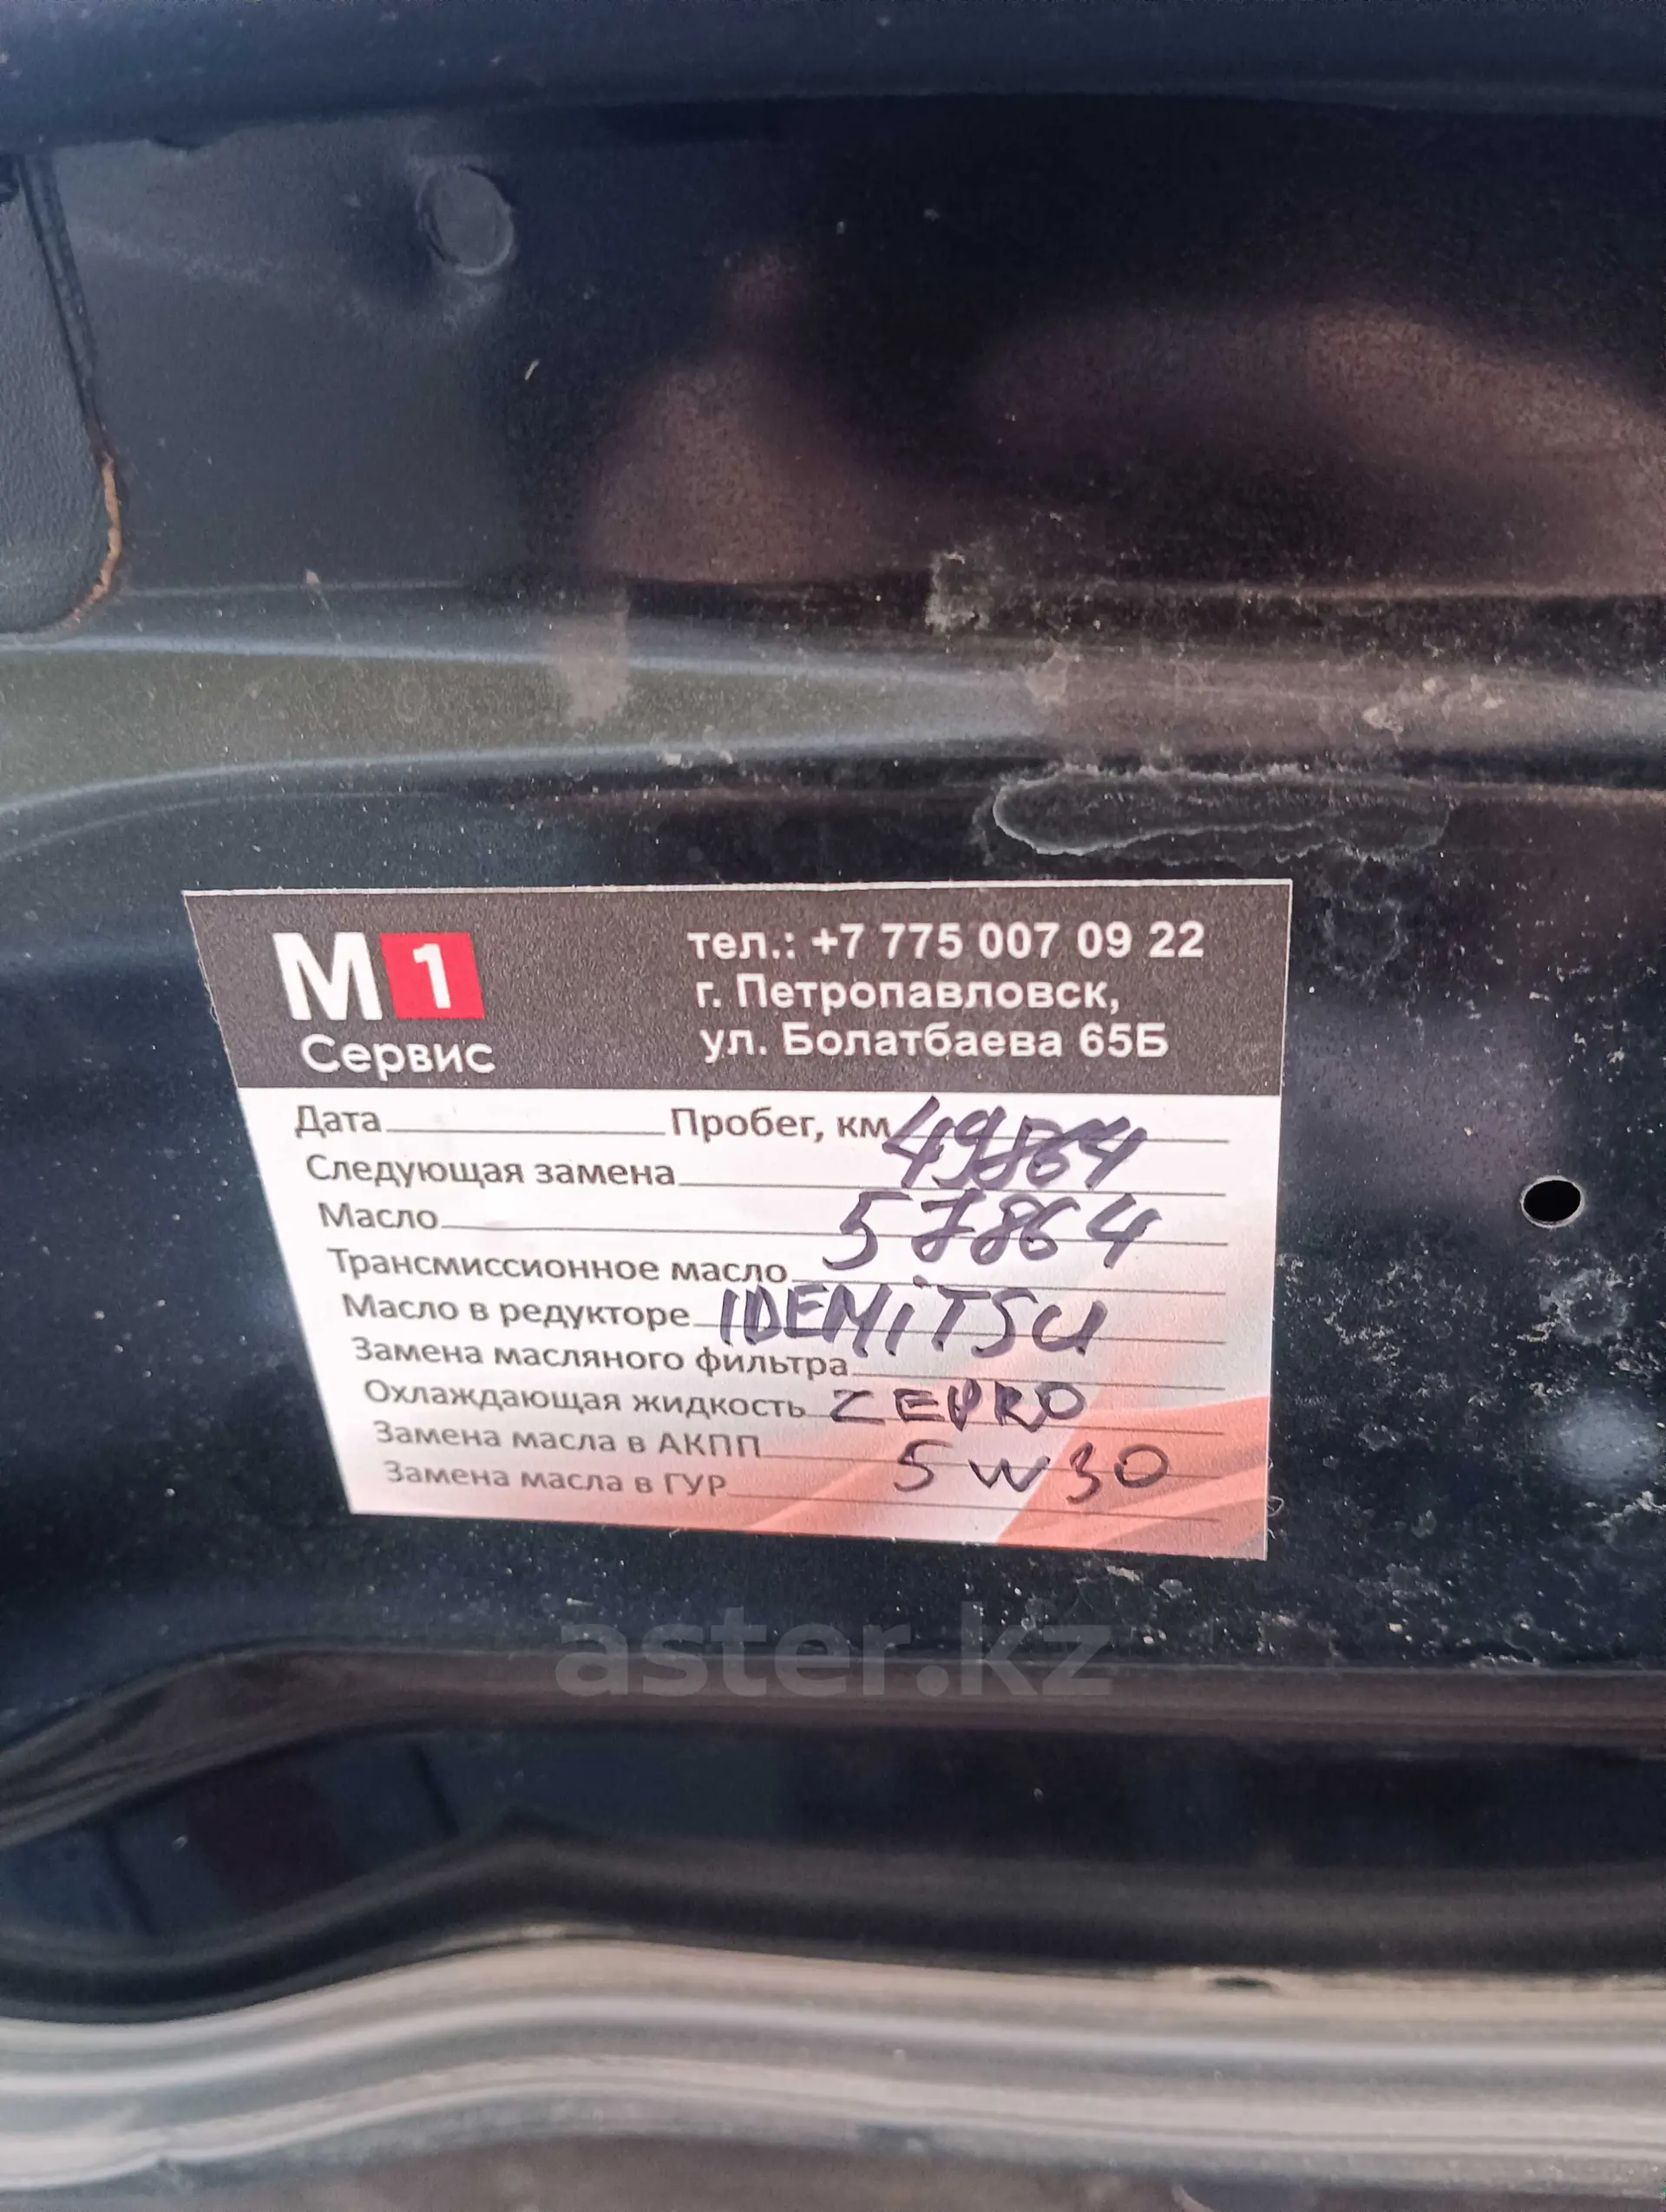 М1
Сервис
тел.: +7 775 007 09 22
г. Петропавловск,
ул. Болатбаева 65Б
Дата Пробег, км 49864
Следующая замена
Масло 57864
Трансмиссионное масло
Масло в редукторе IDEMITSU
Замена масляного фильтра
Охлаждающая жидкость ZEPRO
Замена масла в АКПП 5W30
Замена масла в ГУР
aster.kz